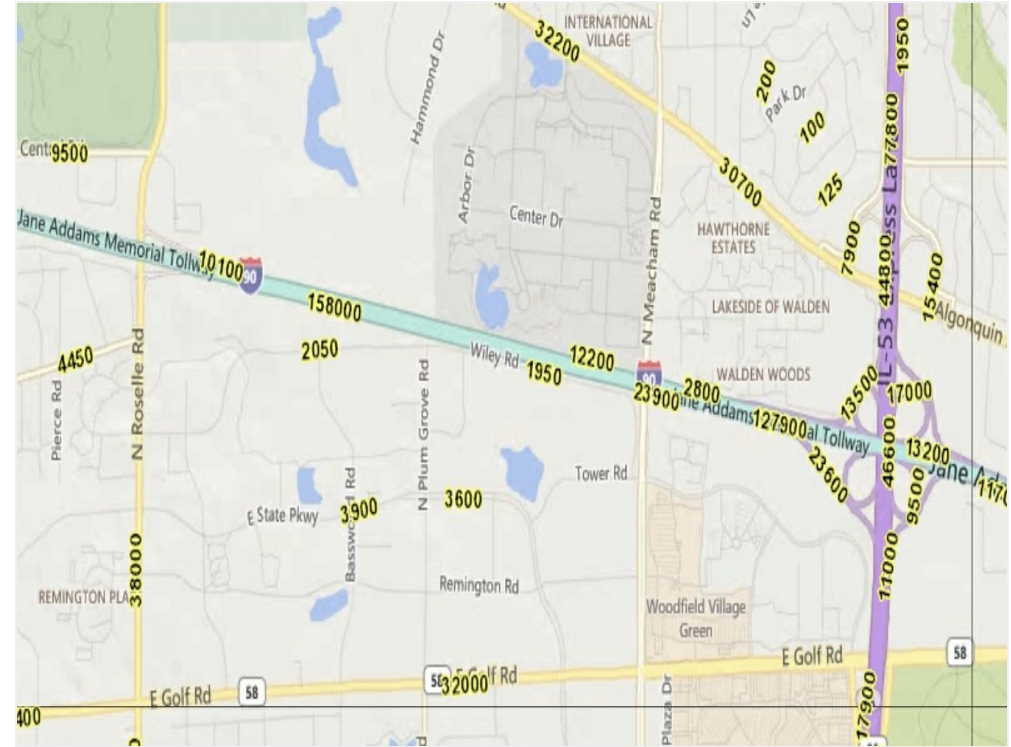 32200
INTERNATIONAL
VILLAGE
1950
Hammond Dr
200
Park Dr
100
77800
9500
Arbor Dr
30700
125
Center Dr
N Meacham Rd
HAWTHORNE
ESTATES
7900
44800
15400
Jane Addams Memorial Tollway
10100
90
158000
LAKESIDE OF WALDEN
Algonquin
IL-53
4450
N Roselle Rd
2050
Wiley Rd
1950
12200
90
23900
2800
WALDEN WOODS
13500
17000
Pierce Rd
N Plum Grove Rd
127900
Tollway
46600
13200
23600
9500
Tower Rd
E State Pkwy
3900
Basswood Rd
3600
38000
11000
REMINGTON
Remington Rd
Woodfield Village
Green
E Golf Rd
58
E Golf Rd
58
58
32000
Golf Rd
400
Plaza Dr
17900